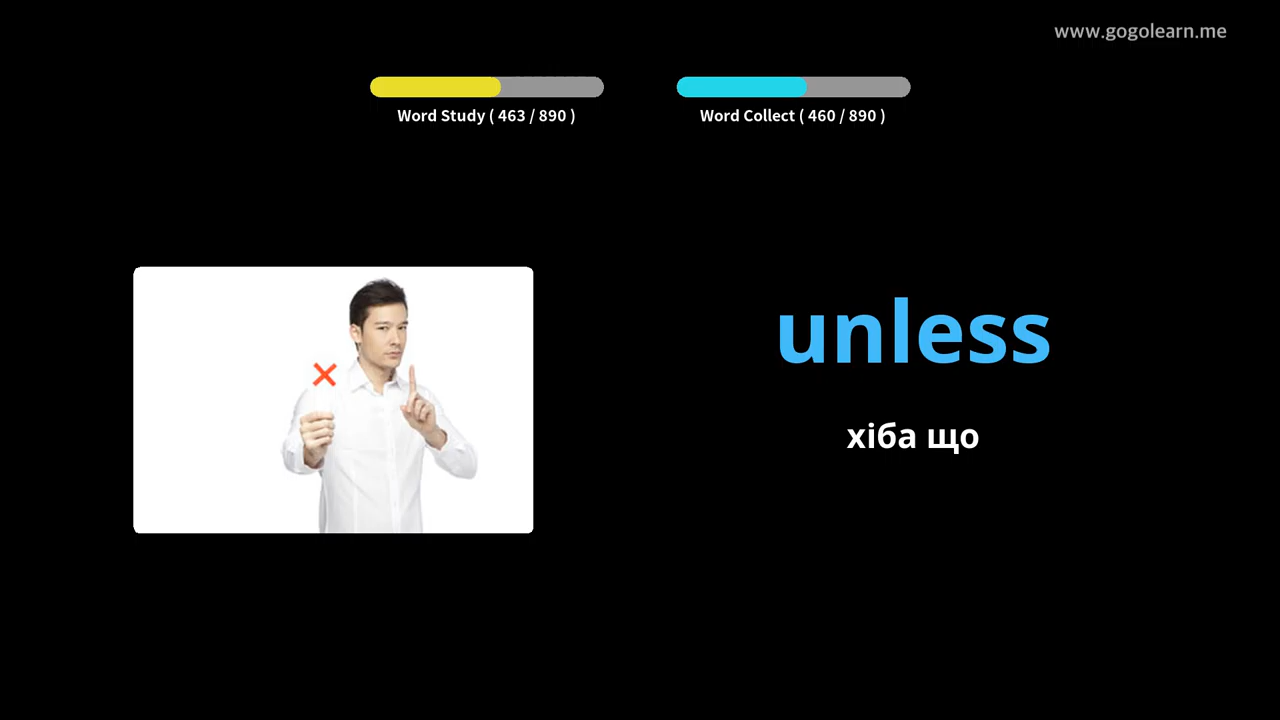 www.gogolearn.me
Word Study ( 463 / 890 )
Word Collect ( 460 / 890 )
unless
хіба що